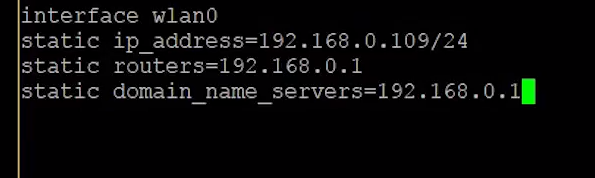 interface wlan0
static ip_address=192.168.0.109/24
static routers=192.168.0.1
static domain_name_servers=192.168.0.1